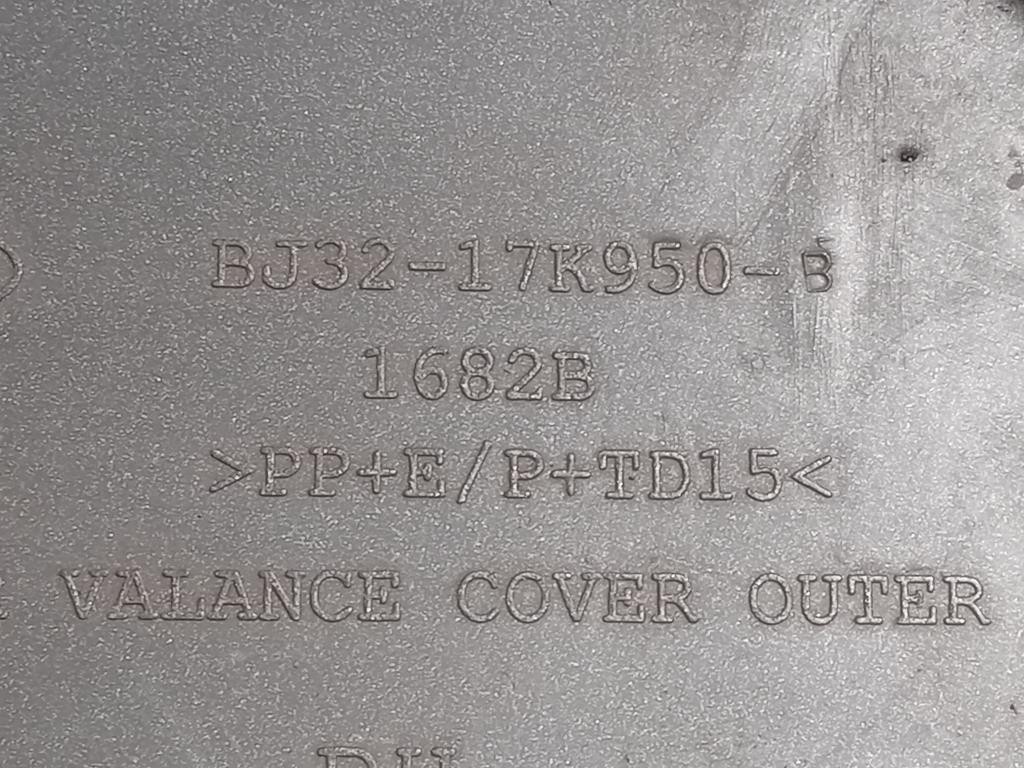 BJ32-17K950-B
1682B
>PP+E/P+TD15<
VALANCE COVER OUTER